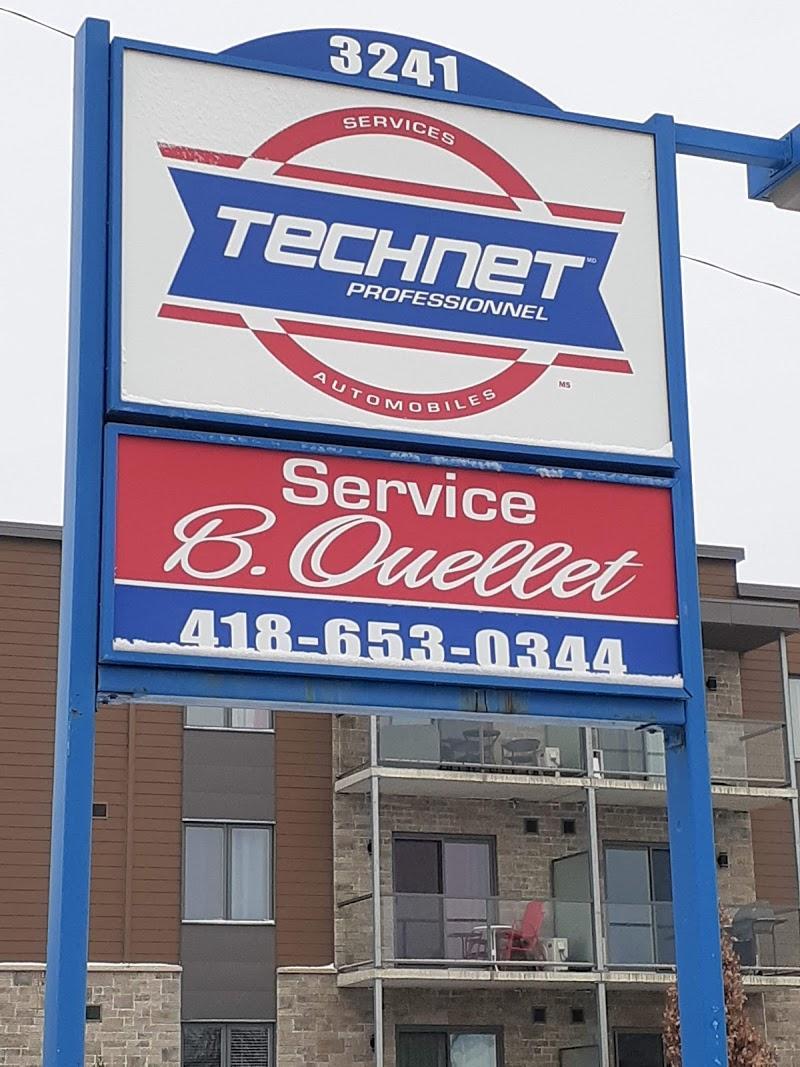 3241
SERVICES
TECHNET MD
PROFESSIONNEL
AUTOMOBILES
MS
Service
B. Ouellet
418-653-0344